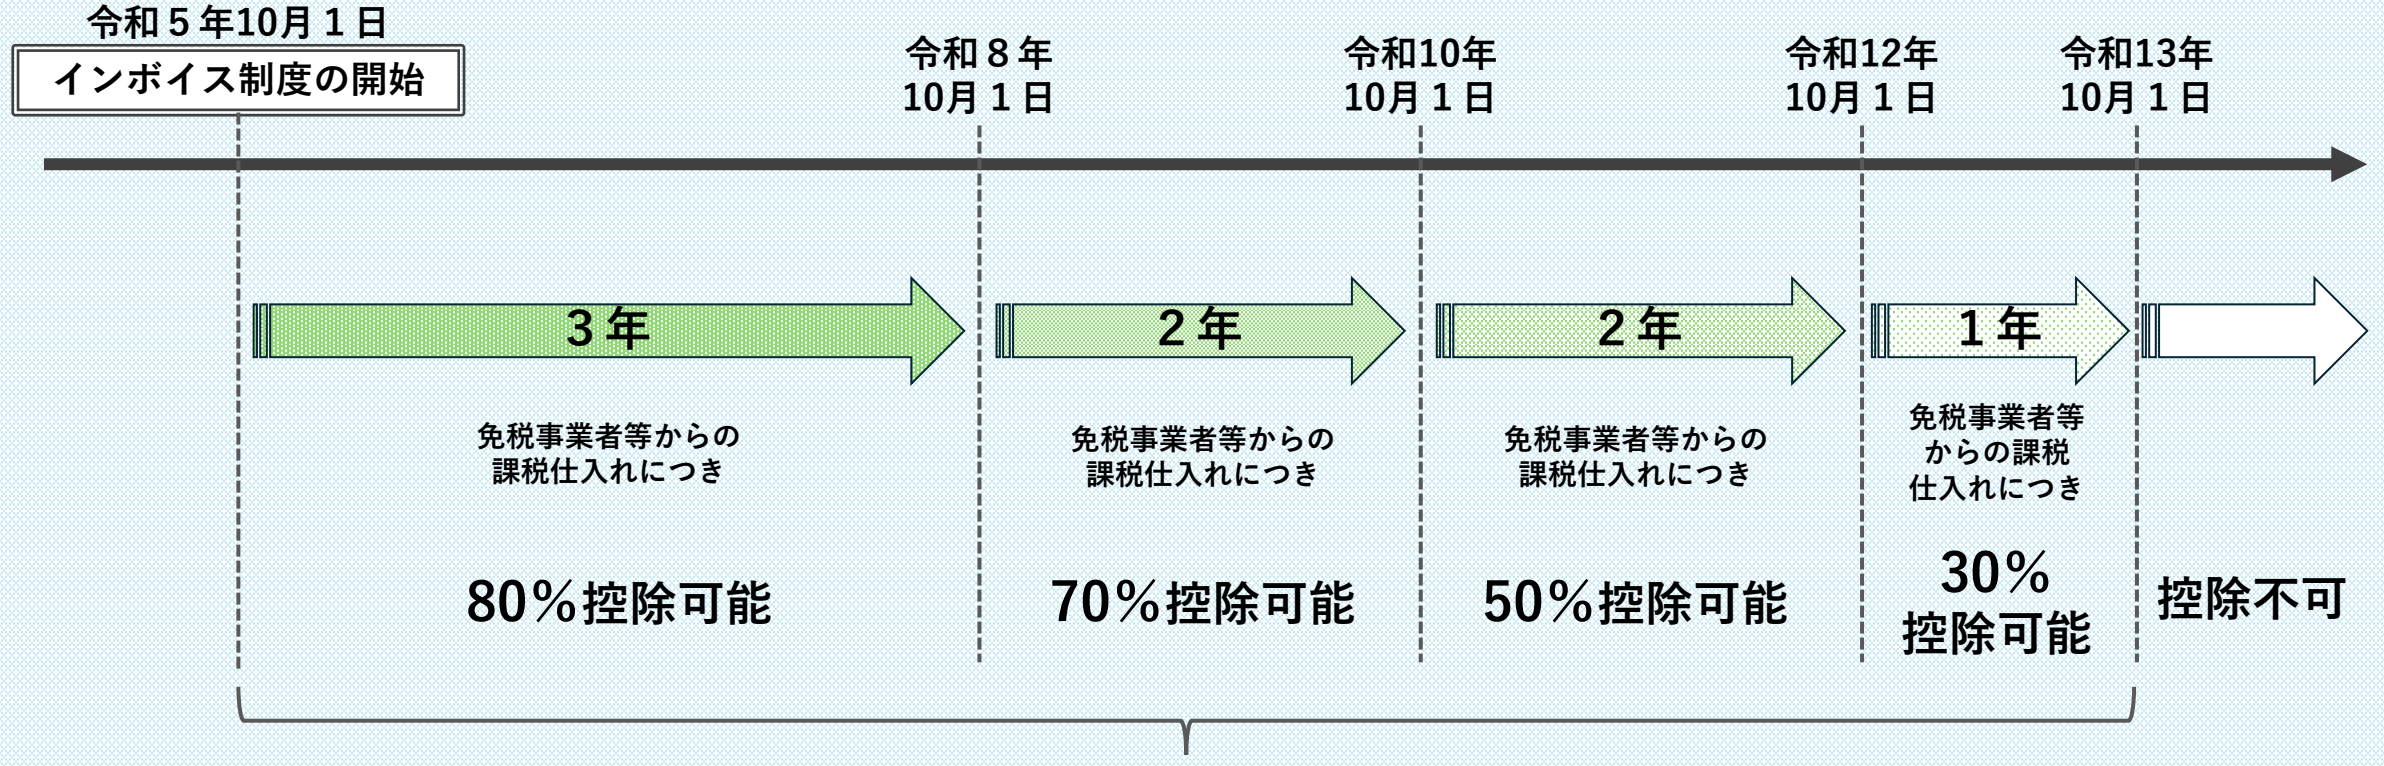 令和５年10月１日
インボイス制度の開始
令和８年
10月１日
令和10年
10月１日
令和12年
10月１日
令和13年
10月１日
３年
２年
２年
１年
免税事業者等からの
課税仕入れにつき
免税事業者等からの
課税仕入れにつき
免税事業者等からの
課税仕入れにつき
免税事業者等
からの課税
仕入れにつき
80％控除可能
70％控除可能
50％控除可能
30％
控除可能
控除不可